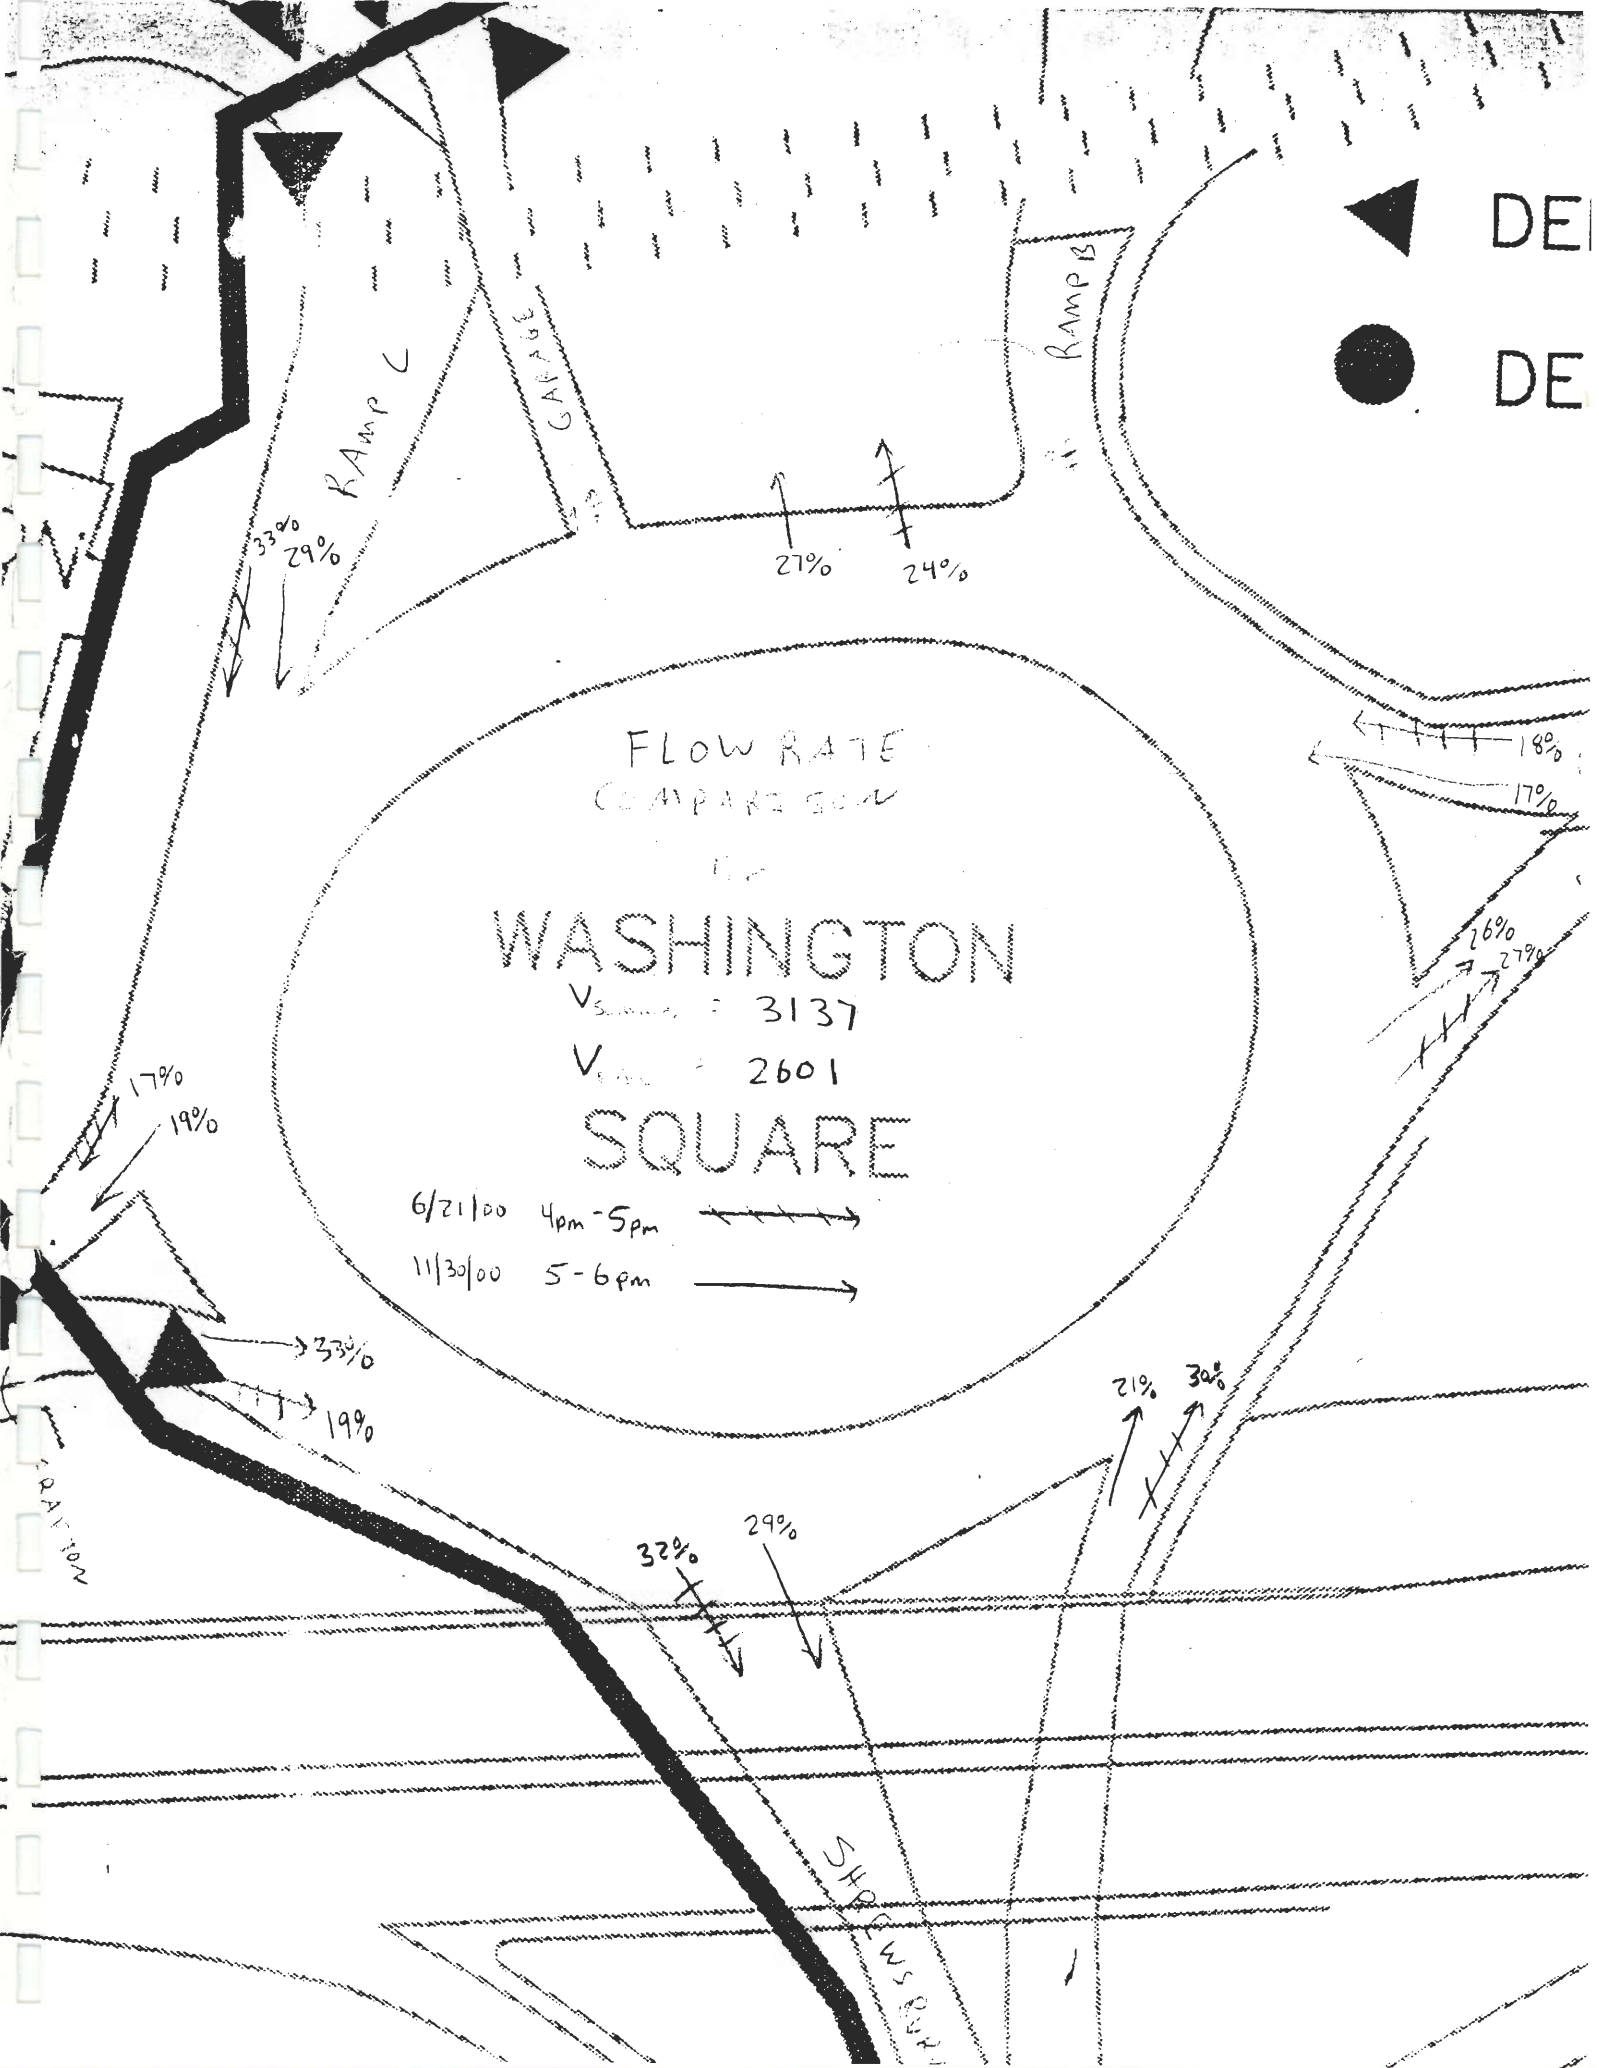 DE
DE
RAMP B
GARAGE
RAMP C
33%
29%
27%
24%
FLOW RATE
COMPARISON
18%
17%
WASHINGTON
V = 3137
V = 2601
SQUARE
26%
27%
17%
19%
6/21/00 4pm-5pm
11/30/00 5-6pm
33%
19%
21%
30%
32%
29%